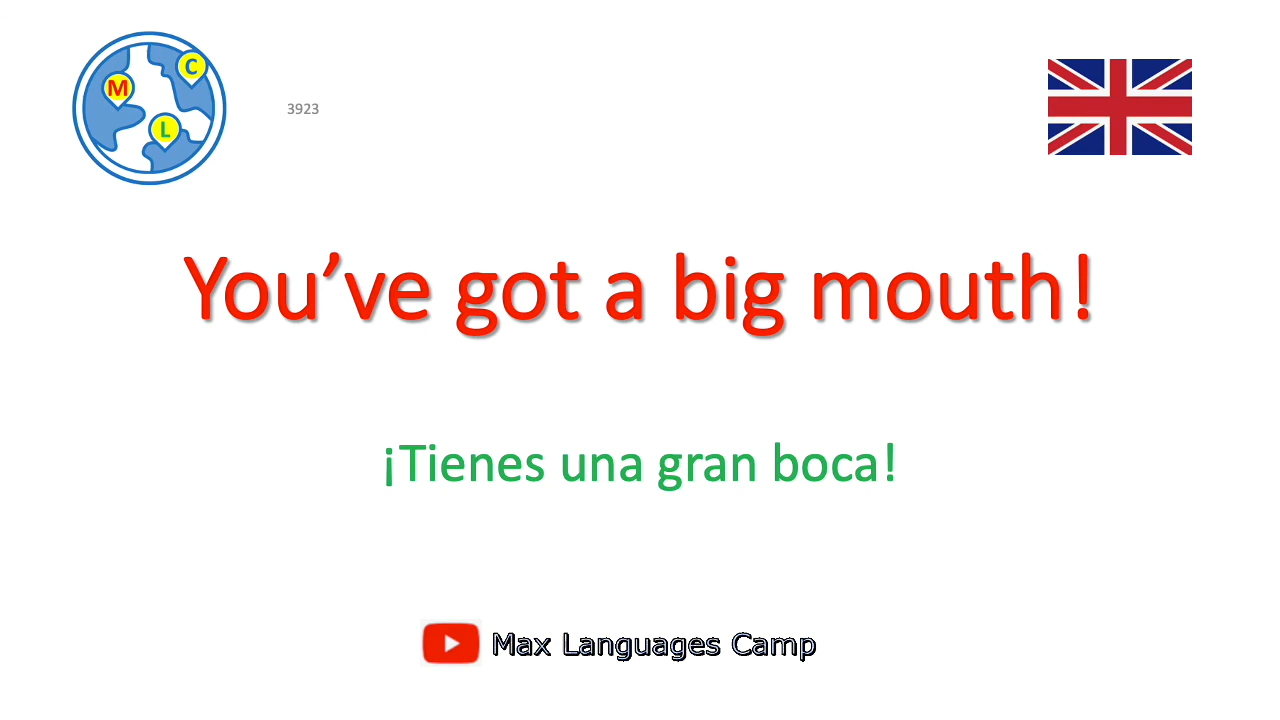 C
M
L
3923
You’ve got a big mouth!
¡Tienes una gran boca!
Max Languages Camp